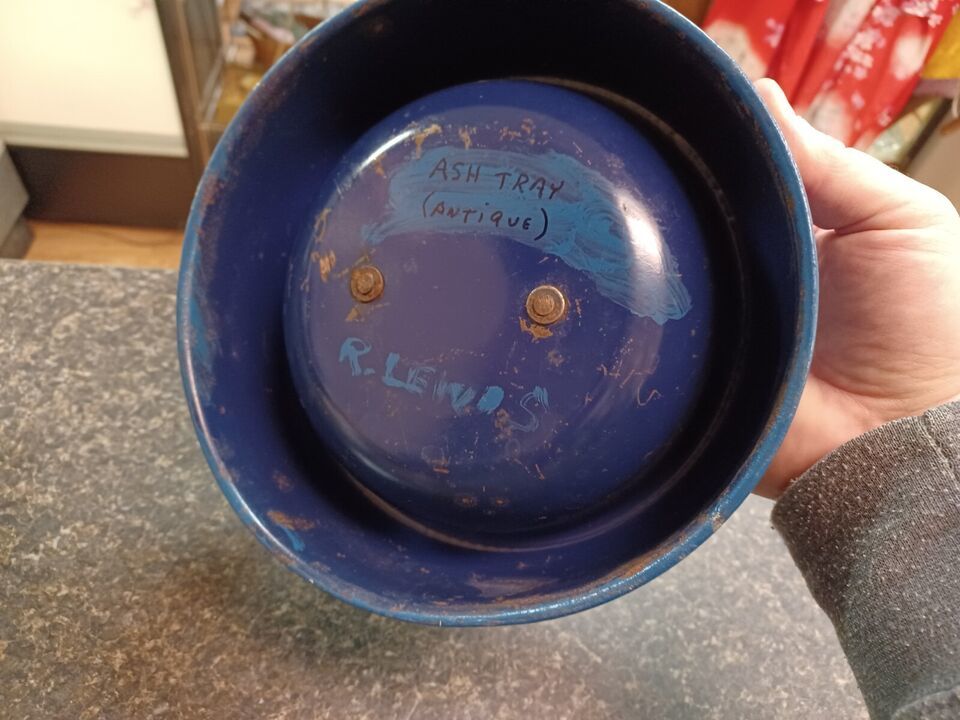 ASH TRAY
(ANTIQUE)
R. LEWIS